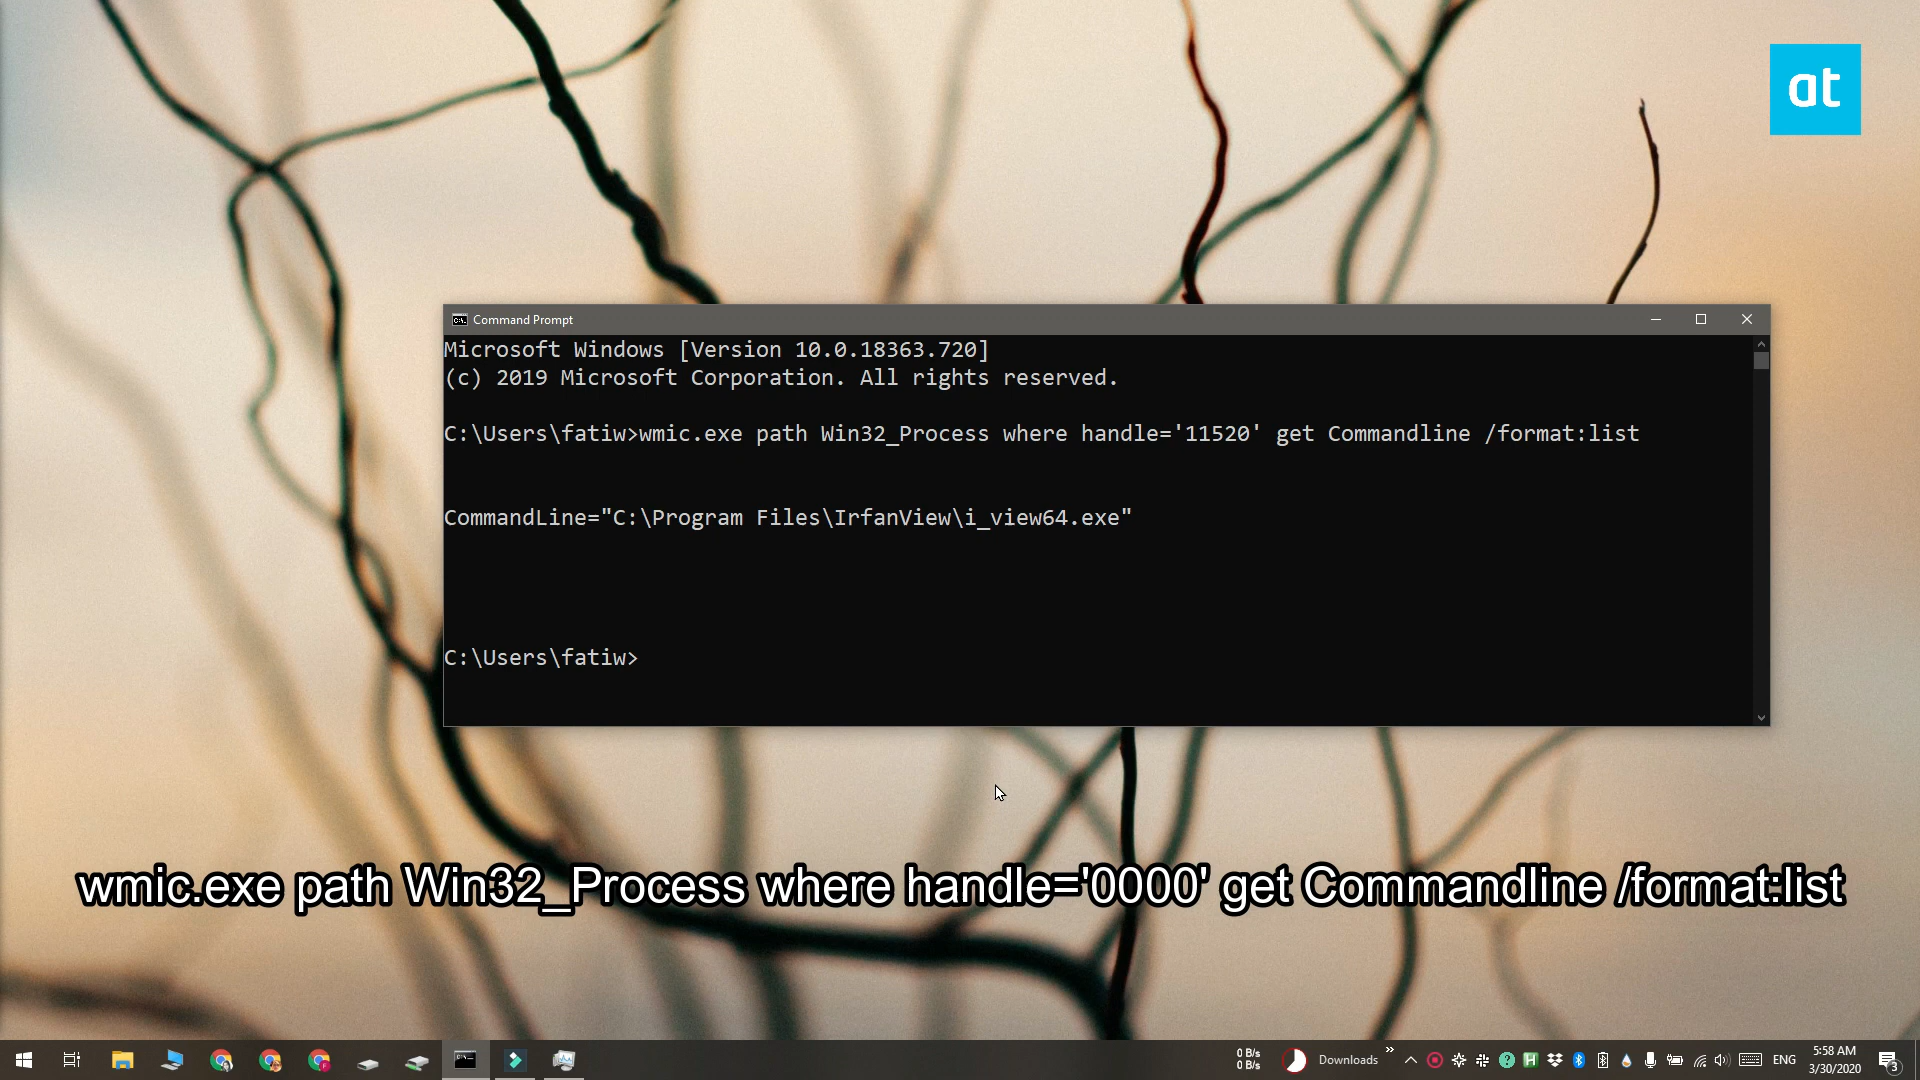 at
Command Prompt
Microsoft Windows [Version 10.0.18363.720]
(c) 2019 Microsoft Corporation. All rights reserved.
C:\Users\fatiw>wmic.exe path Win32_Process where handle='11520' get Commandline /format:list
CommandLine="C:\Program Files\IrfanView\i_view64.exe"
C:\Users\fatiw>
wmic.exe path Win32_Process where handle='0000' get Commandline /format:list
0 B/s
0 B/s
Downloads
ENG
5:58 AM
3/30/2020
3